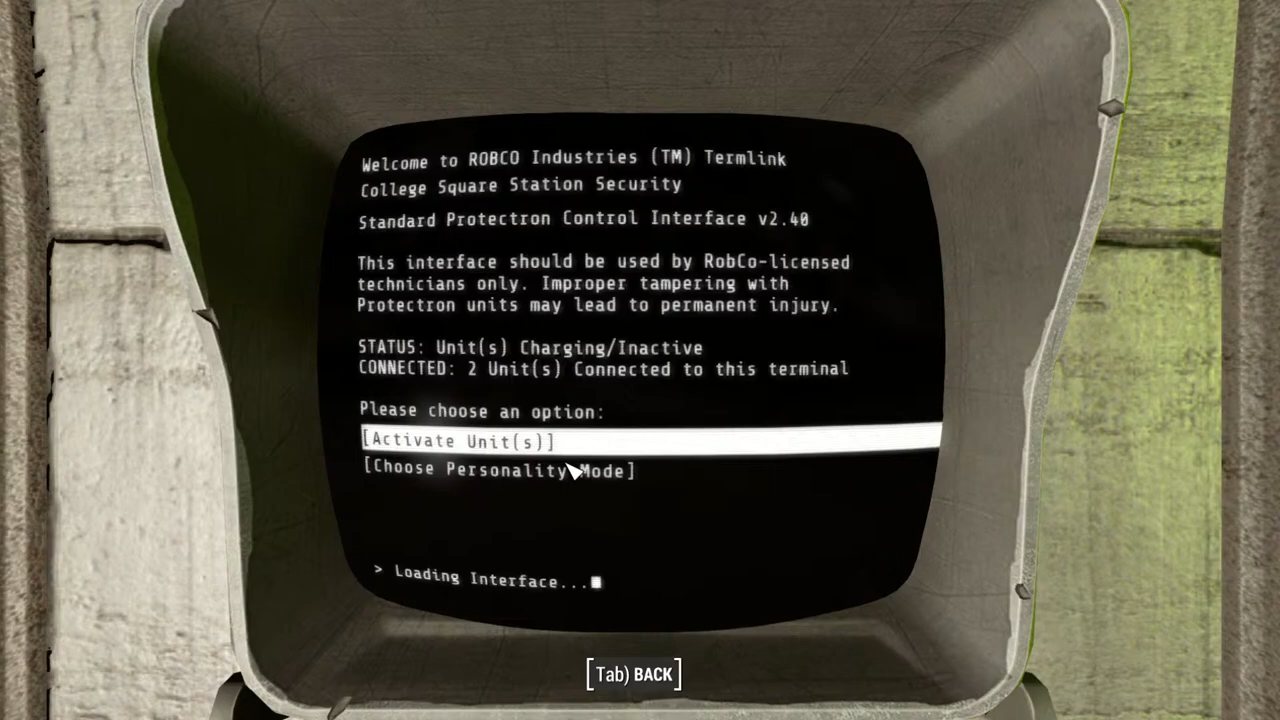 Welcome to ROBCO Industries (TM) Termlink
College Square Station Security
Standard Protectron Control Interface v2.40
This interface should be used by RobCo-licensed
technicians only. Improper tampering with
Protectron units may lead to permanent injury.
STATUS: Unit(s) Charging/Inactive
CONNECTED: 2 Unit(s) Connected to this terminal
Please choose an option:
[Activate Unit(s)]
[Choose Personality Mode]
> Loading Interface...
[Tab) BACK]